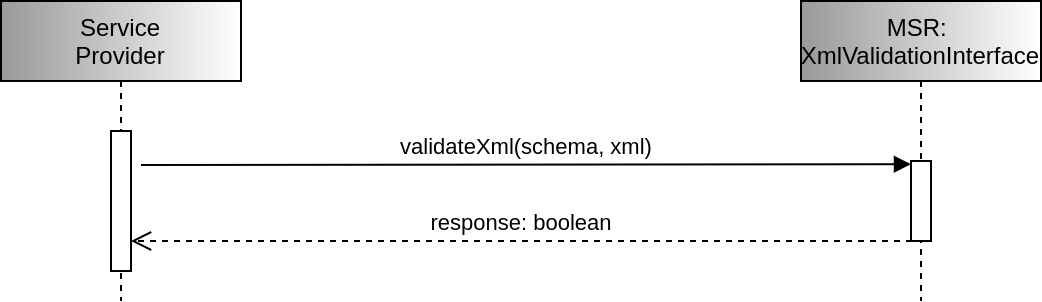 Service
Provider
MSR:
XmlValidationInterface
validateXml(schema, xml)
response: boolean